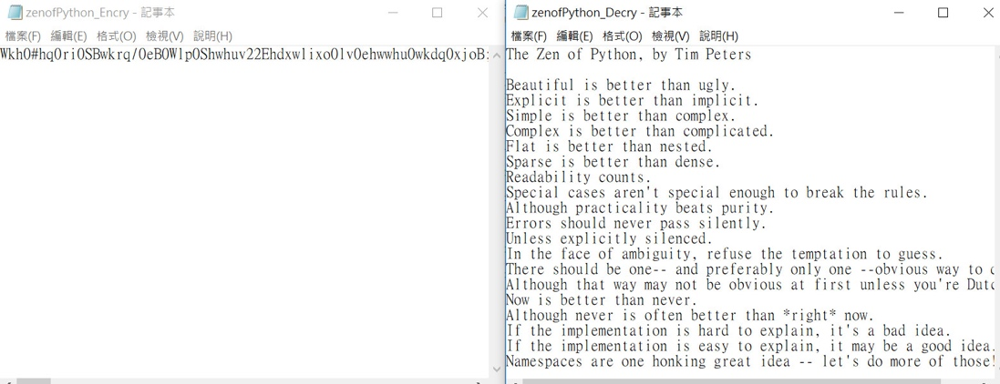 zenofPython_Encry - 記事本
檔案(F) 編輯(E) 格式(O) 檢視(V) 說明(H)
Wkh0#hq0ri0SBwkrq/0eB0Wlp0Shwhuv22Ehdxwlixo0lv0ehwwhu0wkdq0xjoB:
zenofPython_Decry - 記事本
檔案(F) 編輯(E) 格式(O) 檢視(V) 說明(H)
The Zen of Python, by Tim Peters
Beautiful is better than ugly.
Explicit is better than implicit.
Simple is better than complex.
Complex is better than complicated.
Flat is better than nested.
Sparse is better than dense.
Readability counts.
Special cases aren't special enough to break the rules.
Although practicality beats purity.
Errors should never pass silently.
Unless explicitly silenced.
In the face of ambiguity, refuse the temptation to guess.
There should be one-- and preferably only one --obvious way to
Although that way may not be obvious at first unless you're Dutc
Now is better than never.
Although never is often better than *right* now.
If the implementation is hard to explain, it's a bad idea.
If the implementation is easy to explain, it may be a good idea.
Namespaces are one honking great idea -- let's do more of those!